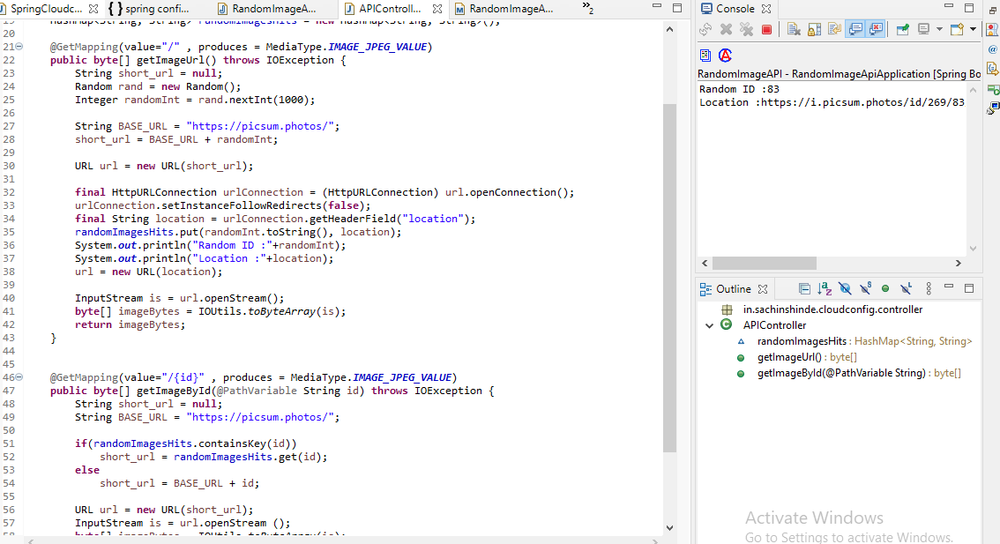 SpringCloudc...
{ } spring confi...
RandomImageA...
APIControll...
RandomImageA...
»2
19 HashMap<String, String> randomImagesHits = new HashMap<String, String>();
20
21 @GetMapping(value="/" , produces = MediaType.IMAGE_JPEG_VALUE)
22 public byte[] getImageUrl() throws IOException {
23 String short_url = null;
24 Random rand = new Random();
25 Integer randomInt = rand.nextInt(1000);
26
27 String BASE_URL = "https://picsum.photos/";
28 short_url = BASE_URL + randomInt;
29
30 URL url = new URL(short_url);
31
32 final HttpURLConnection urlConnection = (HttpURLConnection) url.openConnection();
33 urlConnection.setInstanceFollowRedirects(false);
34 final String location = urlConnection.getHeaderField("location");
35 randomImagesHits.put(randomInt.toString(), location);
36 System.out.println("Random ID :"+randomInt);
37 System.out.println("Location :"+location);
38 url = new URL(location);
39
40 InputStream is = url.openStream();
41 byte[] imageBytes = IOUtils.toByteArray(is);
42 return imageBytes;
43 }
44
45
46 @GetMapping(value="/{id}" , produces = MediaType.IMAGE_JPEG_VALUE)
47 public byte[] getImageById(@PathVariable String id) throws IOException {
48 String short_url = null;
49 String BASE_URL = "https://picsum.photos/";
50
51 if(randomImagesHits.containsKey(id))
52 short_url = randomImagesHits.get(id);
53 else
54 short_url = BASE_URL + id;
55
56 URL url = new URL(short_url);
57 InputStream is = url.openStream ();
58 byte[] imageBytes = IOUtils.toByteArray(is);
Console
RandomImageAPI - RandomImageApiApplication [Spring Bo
Random ID :83
Location :https://i.picsum.photos/id/269/83
Outline
in.sachinshinde.cloudconfig.controller
APIController
randomImagesHits : HashMap<String, String>
getImageUrl() : byte[]
getImageById(@PathVariable String) : byte[]
Activate Windows
Go to Settings to activate Windows.